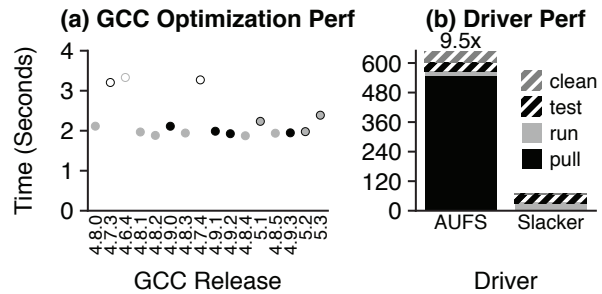 (a) GCC Optimization Perf
Time (Seconds)
4
3
2
1
0
4.8.0
4.7.3
4.6.4
4.8.1
4.8.2
4.9.0
4.8.3
4.7.4
4.9.1
4.9.2
4.8.4
5.1
4.8.5
4.9.3
5.2
5.3
GCC Release
(b) Driver Perf
9.5x
600
480
360
240
120
0
clean
test
run
pull
AUFS
Slacker
Driver